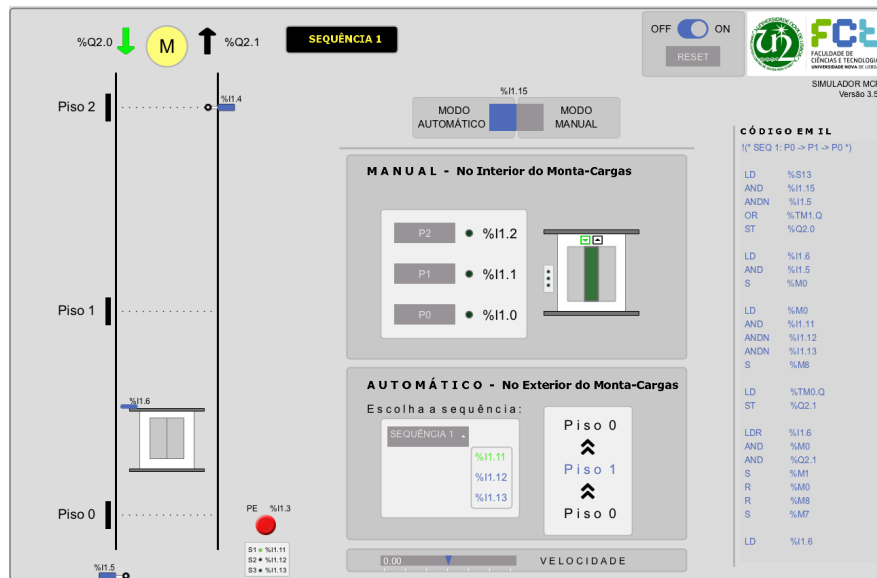 %Q2.0
M
%Q2.1
SEQUÊNCIA 1
OFF
ON
RESET
FACULDADE DE
CIÊNCIAS E TECNOLOGIA
UNIVERSIDADE NOVA DE LISBOA
SIMULADOR MCP
Versão 3.5
Piso 2
%I1.4
Piso 1
%I1.6
Piso 0
PE %I1.3
S1 %I1.11
S2 %I1.12
S3 %I1.13
%I1.5
%I1.15
MODO
AUTOMÁTICO
MODO
MANUAL
MANUAL - No Interior do Monta-Cargas
P2 %I1.2
P1 %I1.1
P0 %I1.0
AUTOMÁTICO - No Exterior do Monta-Cargas
Escolha a sequência:
SEQUÊNCIA 1
%I1.11
%I1.12
%I1.13
Piso 0
Piso 1
Piso 0
0.00
VELOCIDADE
CÓDIGO EM IL
!(* SEQ 1: P0 -> P1 -> P0 *)
LD %S13
AND %I1.15
ANDN %I1.5
OR %TM1.Q
ST %Q2.0
LD %I1.6
AND %I1.5
S %M0
LD %M0
AND %I1.11
ANDN %I1.12
ANDN %I1.13
S %M8
LD %TM0.Q
ST %Q2.1
LDR %I1.6
AND %M0
AND %Q2.1
S %M1
R %M0
R %M8
S %M7
LD %I1.6